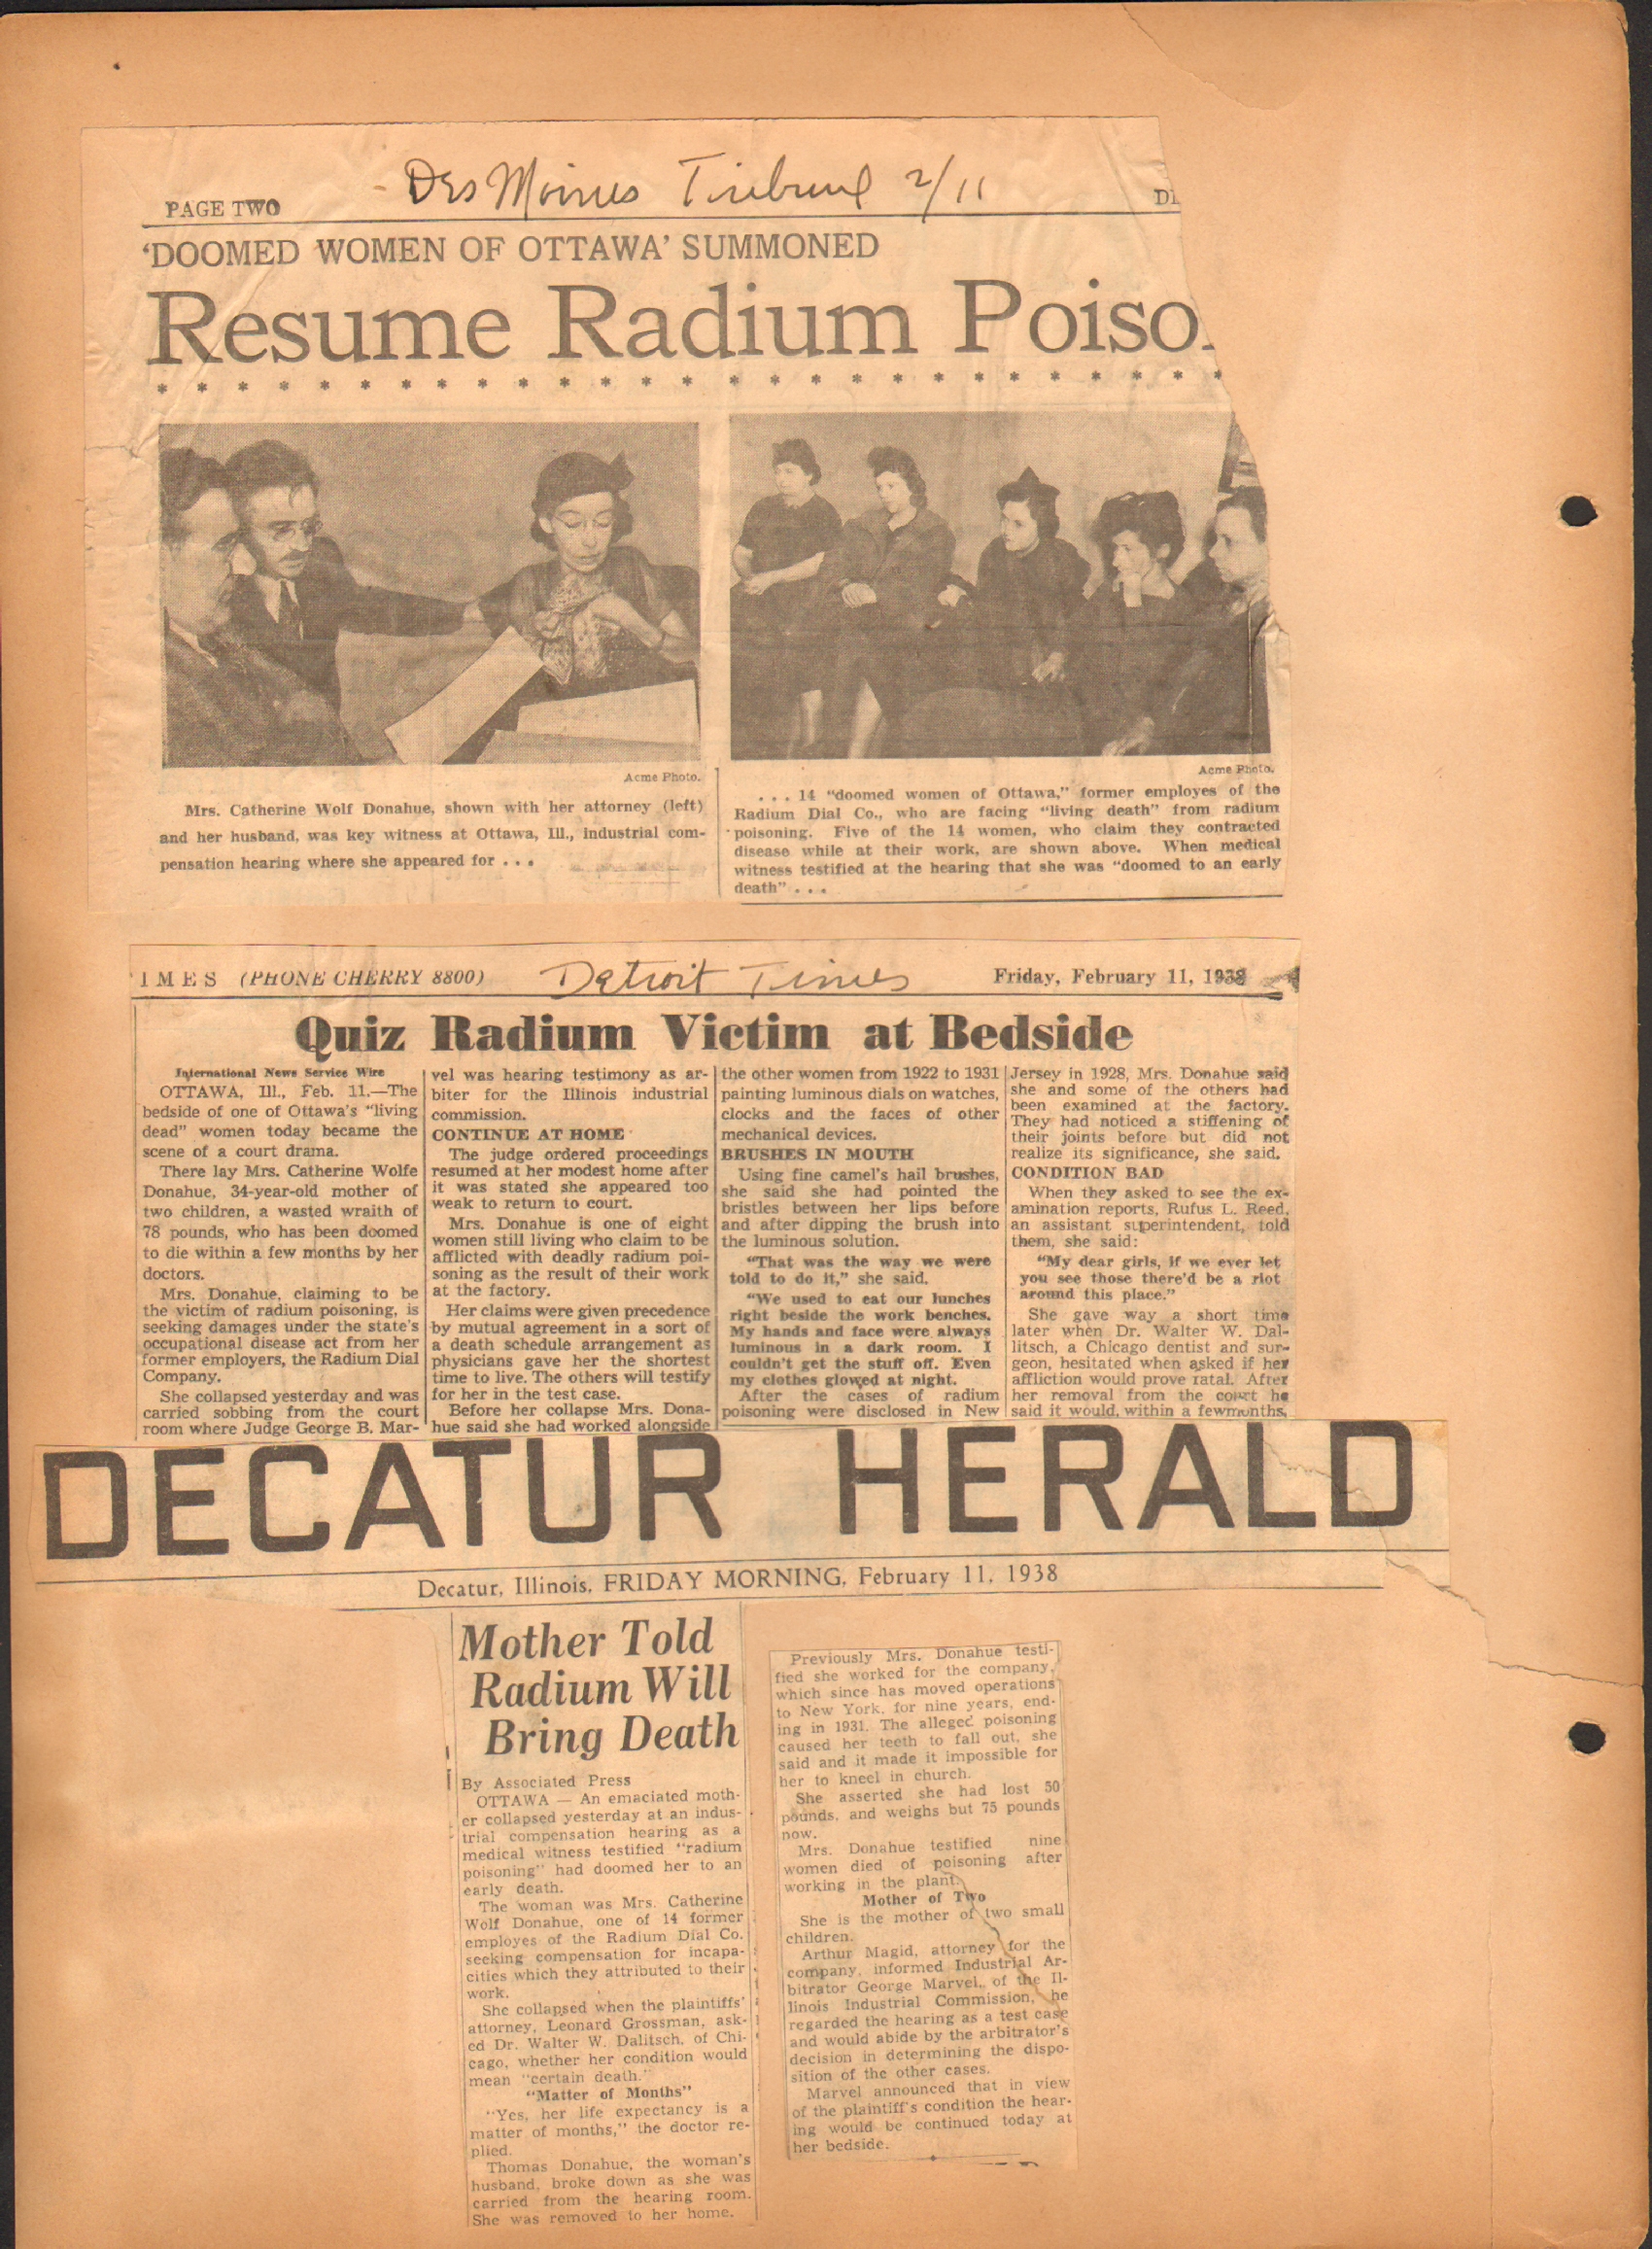 Des Moines Tribune 2/11
PAGE TWO
'DOOMED WOMEN OF OTTAWA' SUMMONED
Resume Radium Poiso
* * * * * * * * * * * * * * * * * * * * * * * * * * *
Acme Photo.
Mrs. Catherine Wolf Donahue, shown with her attorney (left)
and her husband, was key witness at Ottawa, Ill., industrial com-
pensation hearing where she appeared for . . .
Acme Photo.
. . . 14 "doomed women of Ottawa," former employes of the
Radium Dial Co., who are facing "living death" from radium
poisoning. Five of the 14 women, who claim they contracted
disease while at their work, are shown above. When medical
witness testified at the hearing that she was "doomed to an early
death" . . .
IMES (PHONE CHERRY 8800) Detroit Times Friday, February 11, 1938
Quiz Radium Victim at Bedside
International News Service Wire
OTTAWA, Ill., Feb. 11.—The
bedside of one of Ottawa's "living
dead" women today became the
scene of a court drama.
There lay Mrs. Catherine Wolfe
Donahue, 34-year-old mother of
two children, a wasted wraith of
78 pounds, who has been doomed
to die within a few months by her
doctors.
Mrs. Donahue, claiming to be
the victim of radium poisoning, is
seeking damages under the state's
occupational disease act from her
former employers, the Radium Dial
Company.
She collapsed yesterday and was
carried sobbing from the court
room where Judge George B. Mar-
vel was hearing testimony as ar-
biter for the Illinois industrial
commission.
CONTINUE AT HOME
The judge ordered proceedings
resumed at her modest home after
it was stated she appeared too
weak to return to court.
Mrs. Donahue is one of eight
women still living who claim to be
afflicted with deadly radium poi-
soning as the result of their work
at the factory.
Her claims were given precedence
by mutual agreement in a sort of
a death schedule arrangement as
physicians gave her the shortest
time to live. The others will testify
for her in the test case.
Before her collapse Mrs. Dona-
hue said she had worked alongside
the other women from 1922 to 1931
painting luminous dials on watches,
clocks and the faces of other
mechanical devices.
BRUSHES IN MOUTH
Using fine camel's hail brushes,
she said she had pointed the
bristles between her lips before
and after dipping the brush into
the luminous solution.
"That was the way we were
told to do it," she said.
"We used to eat our lunches
right beside the work benches.
My hands and face were always
luminous in a dark room. I
couldn't get the stuff off. Even
my clothes glowed at night.
After the cases of radium
poisoning were disclosed in New
Jersey in 1928, Mrs. Donahue said
she and some of the others had
been examined at the factory.
They had noticed a stiffening of
their joints before but did not
realize its significance, she said.
CONDITION BAD
When they asked to see the ex-
amination reports, Rufus L. Reed,
an assistant superintendent, told
them, she said:
"My dear girls, if we ever let
you see those there'd be a riot
around this place."
She gave way a short time
later when Dr. Walter W. Dal-
litsch, a Chicago dentist and sur-
geon, hesitated when asked if her
affliction would prove fatal. After
her removal from the court he
said it would, within a fewmonths.
DECATUR HERALD
Decatur, Illinois, FRIDAY MORNING, February 11, 1938
Mother Told
Radium Will
Bring Death
By Associated Press
OTTAWA — An emaciated moth-
er collapsed yesterday at an indus-
trial compensation hearing as a
medical witness testified "radium
poisoning" had doomed her to an
early death.
The woman was Mrs. Catherine
Wolf Donahue, one of 14 former
employes of the Radium Dial Co.
seeking compensation for incapa-
cities which they attributed to their
work.
She collapsed when the plaintiffs'
attorney, Leonard Grossman, ask-
ed Dr. Walter W. Dalitsch, of Chi-
cago, whether her condition would
mean "certain death."
"Matter of Months"
"Yes, her life expectancy is a
matter of months," the doctor re-
plied.
Thomas Donahue, the woman's
husband, broke down as she was
carried from the hearing room.
She was removed to her home.
Previously Mrs. Donahue testi-
fied she worked for the company,
which since has moved operations
to New York, for nine years, end-
ing in 1931. The alleged poisoning
caused her teeth to fall out, she
said and it made it impossible for
her to kneel in church.
She asserted she had lost 50
pounds, and weighs but 75 pounds
now.
Mrs. Donahue testified nine
women died of poisoning after
working in the plant.
Mother of Two
She is the mother of two small
children.
Arthur Magid, attorney for the
company, informed Industrial Ar-
bitrator George Marvel, of the Il-
linois Industrial Commission, he
regarded the hearing as a test case
and would abide by the arbitrator's
decision in determining the dispo-
sition of the other cases.
Marvel announced that in view
of the plaintiff's condition the hear-
ing would be continued today at
her bedside.